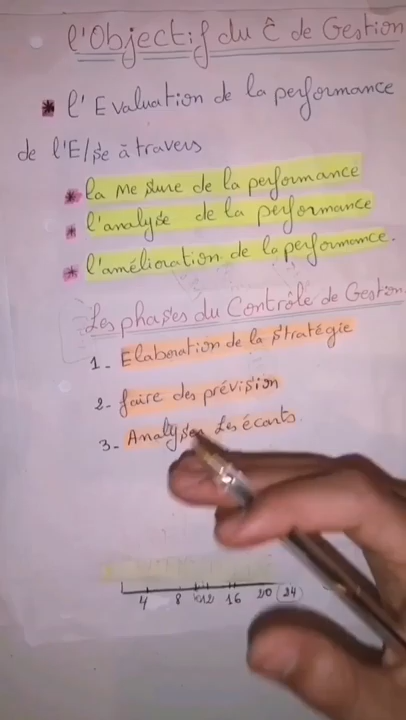 l'Objectif du C de Gestion
* l'Evaluation de la performance
de l'E/se à travers
* la Mesure de la performance
* l'analyse de la performance
* l'amélioration de la performance.
Les phases du Contrôle de Gestion.
1 - Elaboration de la stratégie
2 - faire des prévision
3 - Analyser les écarts
4 8 12 16 20 24